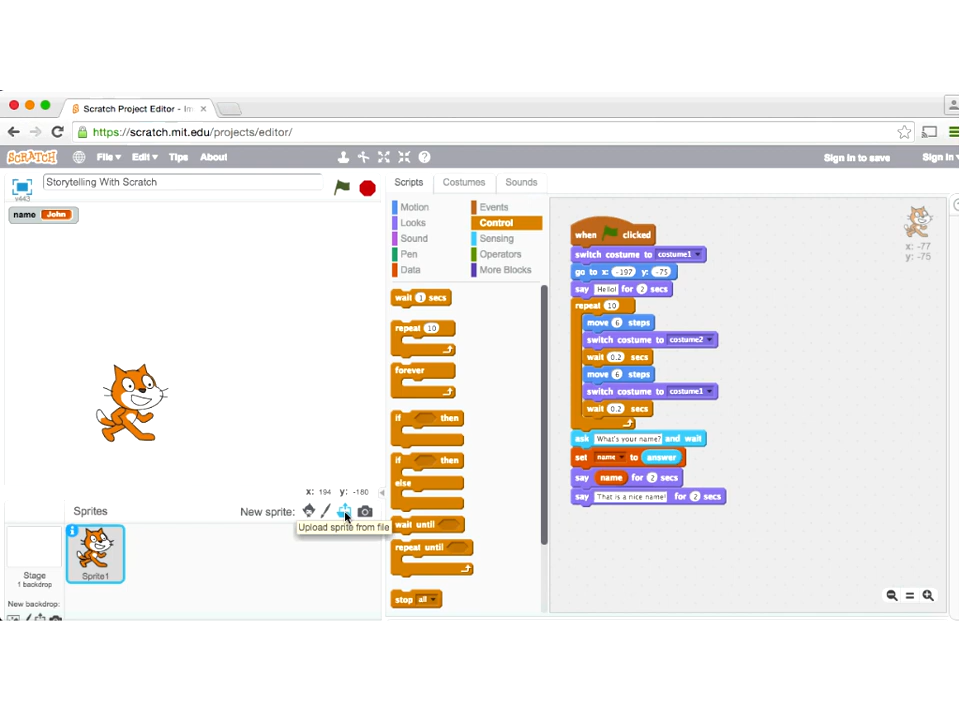 Scratch Project Editor - Im
https://scratch.mit.edu/projects/editor/
SCRATCH File Edit Tips About Sign in to save Sign in
Storytelling With Scratch
v443
name John
x: 194 y: -180
Sprites New sprite:
Upload sprite from file
Sprite1
Stage
1 backdrop
New backdrop:
Scripts Costumes Sounds
Motion Events
Looks Control
Sound Sensing
Pen Operators
Data More Blocks
wait 1 secs
repeat 10
forever
if then
if then
else
wait until
repeat until
stop all
when clicked
switch costume to costume1
go to x: -197 y: -75
say Hello! for 2 secs
repeat 10
move 6 steps
switch costume to costume2
wait 0.2 secs
move 6 steps
switch costume to costume1
wait 0.2 secs
ask What's your name? and wait
set name to answer
say name for 2 secs
say That is a nice name! for 2 secs
x: -77
y: -75